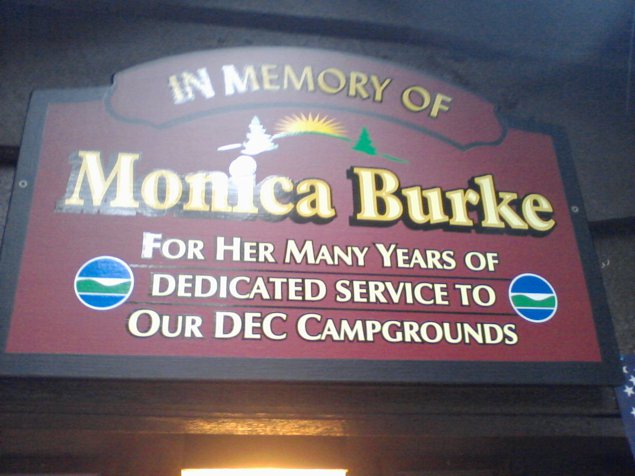 IN MEMORY OF
Monica Burke
FOR HER MANY YEARS OF
DEDICATED SERVICE TO
OUR DEC CAMPGROUNDS